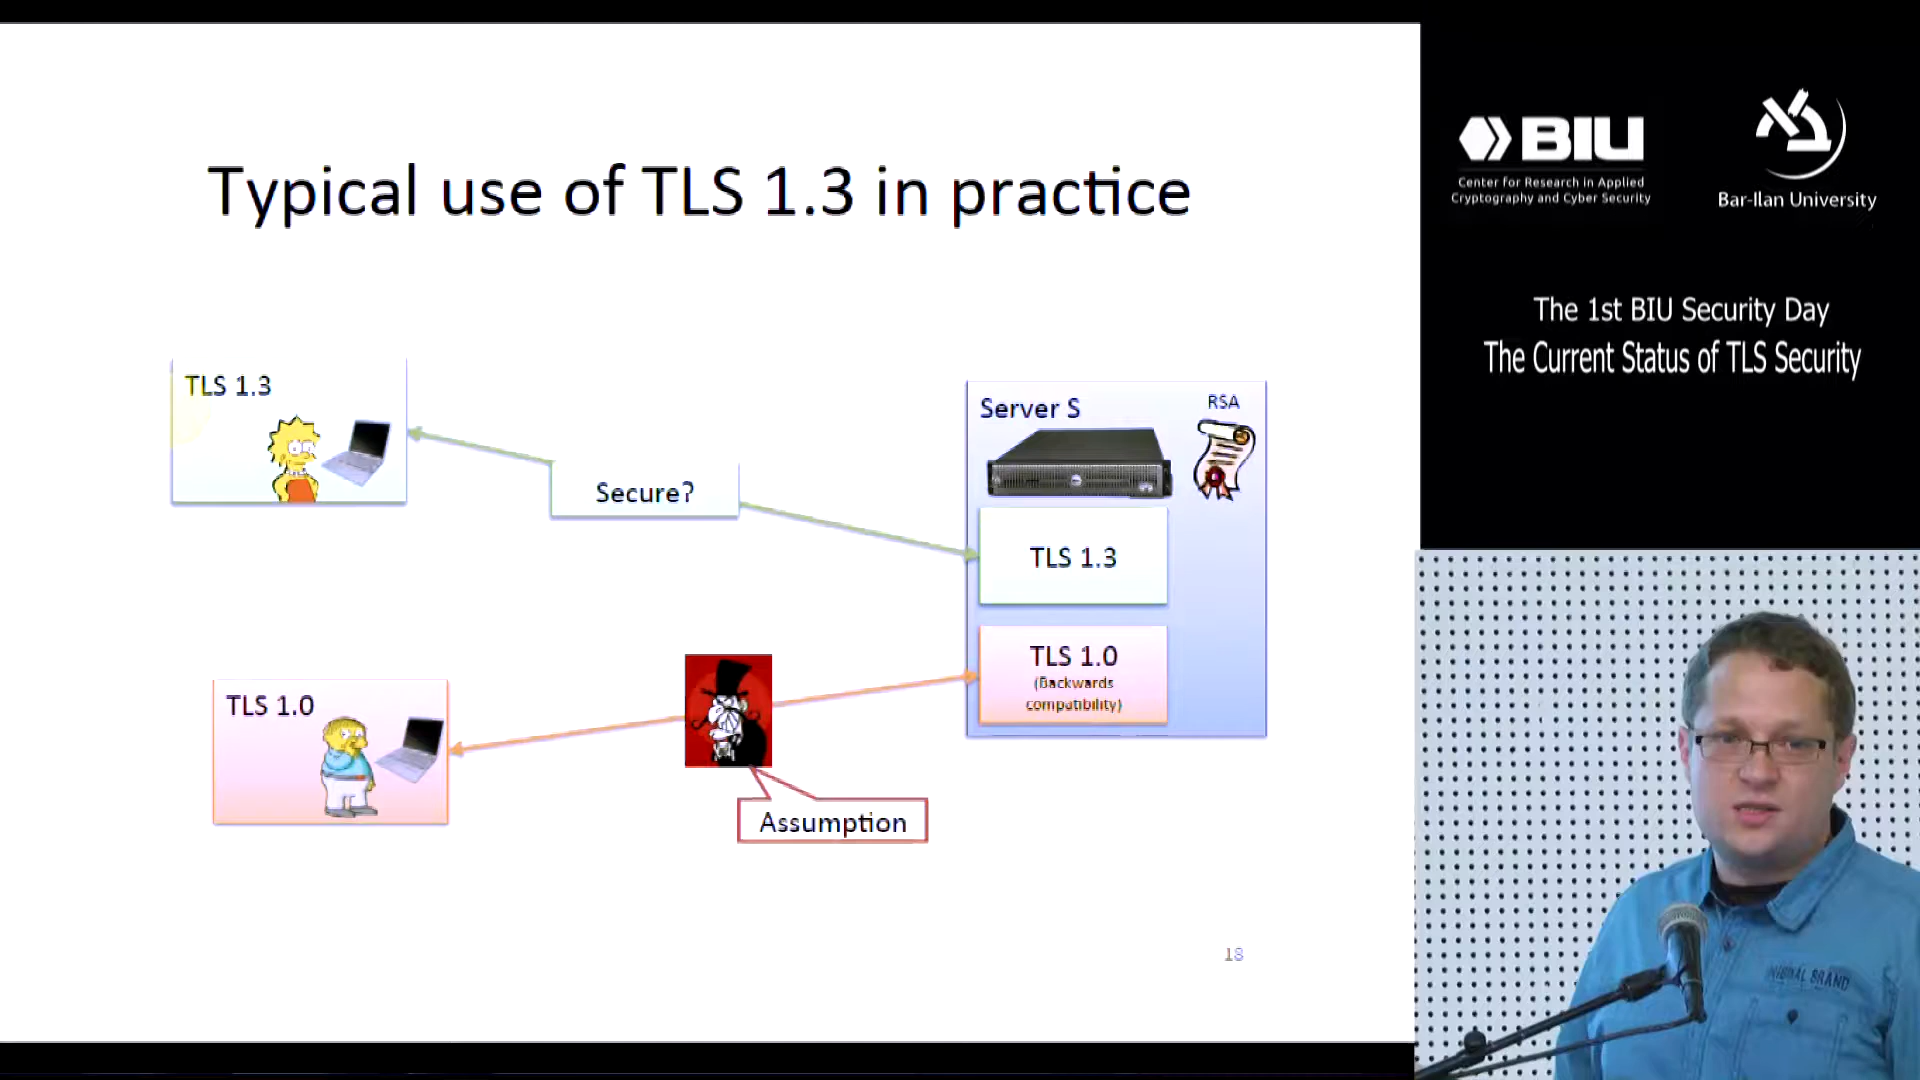 Typical use of TLS 1.3 in practice
TLS 1.3
Secure?
Server S
RSA
TLS 1.3
TLS 1.0
(Backwards
compatibility)
TLS 1.0
Assumption
18
BIU
Center for Research in Applied
Cryptography and Cyber Security
Bar-Ilan University
The 1st BIU Security Day
The Current Status of TLS Security
BRAND